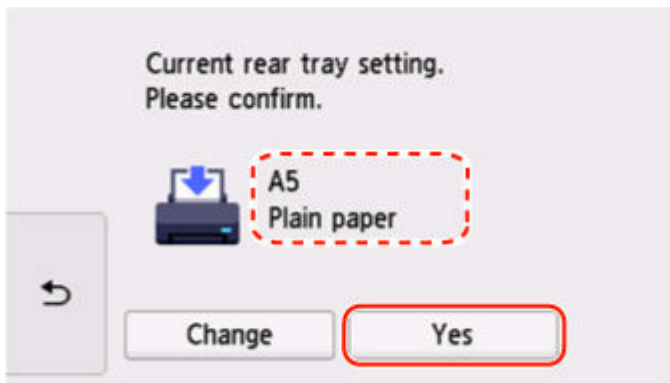 Current rear tray setting.
Please confirm.
A5
Plain paper
Change
Yes